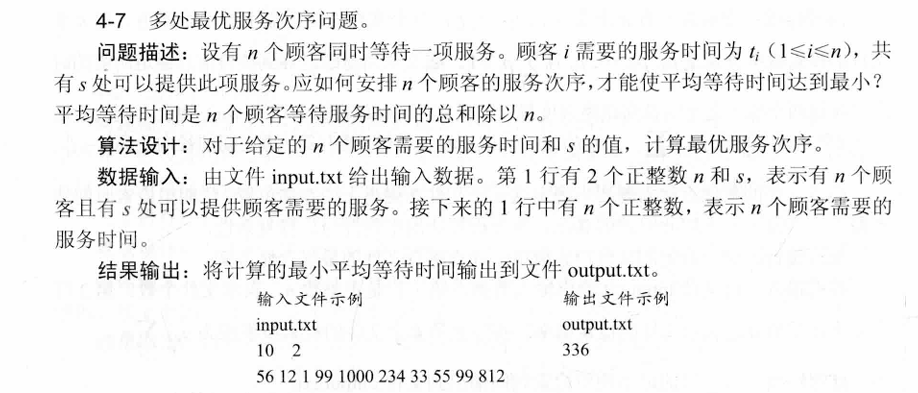 4-7 多处最优服务次序问题。
问题描述：设有 n 个顾客同时等待一项服务。顾客 i 需要的服务时间为 tᵢ（1≤i≤n），共
有 s 处可以提供此项服务。应如何安排 n 个顾客的服务次序，才能使平均等待时间达到最小？
平均等待时间是 n 个顾客等待服务时间的总和除以 n。
算法设计：对于给定的 n 个顾客需要的服务时间和 s 的值，计算最优服务次序。
数据输入：由文件 input.txt 给出输入数据。第 1 行有 2 个正整数 n 和 s，表示有 n 个顾
客且有 s 处可以提供顾客需要的服务。接下来的 1 行中有 n 个正整数，表示 n 个顾客需要的
服务时间。
结果输出：将计算的最小平均等待时间输出到文件 output.txt。
输入文件示例 输出文件示例
input.txt output.txt
10 2 336
56 12 1 99 1000 234 33 55 99 812